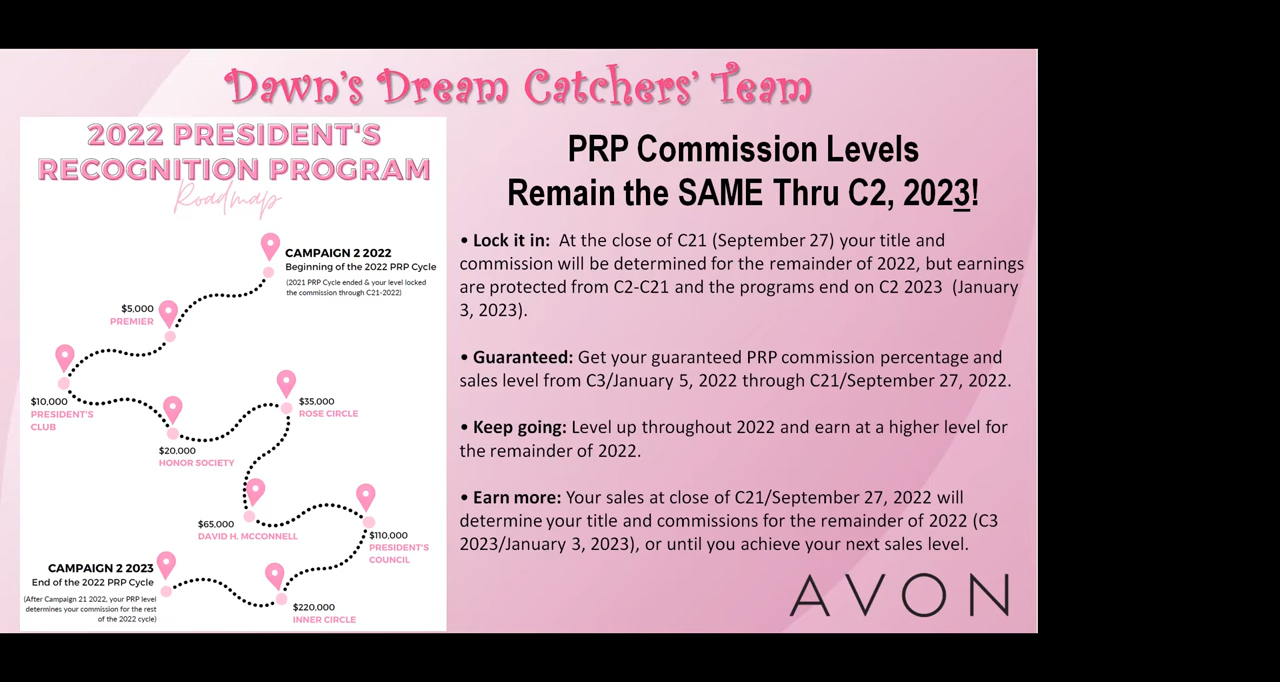 Dawn's Dream Catchers' Team
2022 PRESIDENT'S
RECOGNITION PROGRAM
Roadmap
CAMPAIGN 2 2022
Beginning of the 2022 PRP Cycle
(2021 PRP Cycle ended & your level locked
the commission through C21-2022)
$5,000
PREMIER
$10,000
PRESIDENT'S
CLUB
$20,000
HONOR SOCIETY
$35,000
ROSE CIRCLE
$65,000
DAVID H. MCCONNELL
$110,000
PRESIDENT'S
COUNCIL
$220,000
INNER CIRCLE
CAMPAIGN 2 2023
End of the 2022 PRP Cycle
(After Campaign 21 2022, your PRP level
determines your commission for the rest
of the 2022 cycle)
PRP Commission Levels
Remain the SAME Thru C2, 2023!
• Lock it in: At the close of C21 (September 27) your title and
commission will be determined for the remainder of 2022, but earnings
are protected from C2-C21 and the programs end on C2 2023 (January
3, 2023).
• Guaranteed: Get your guaranteed PRP commission percentage and
sales level from C3/January 5, 2022 through C21/September 27, 2022.
• Keep going: Level up throughout 2022 and earn at a higher level for
the remainder of 2022.
• Earn more: Your sales at close of C21/September 27, 2022 will
determine your title and commissions for the remainder of 2022 (C3
2023/January 3, 2023), or until you achieve your next sales level.
AVON